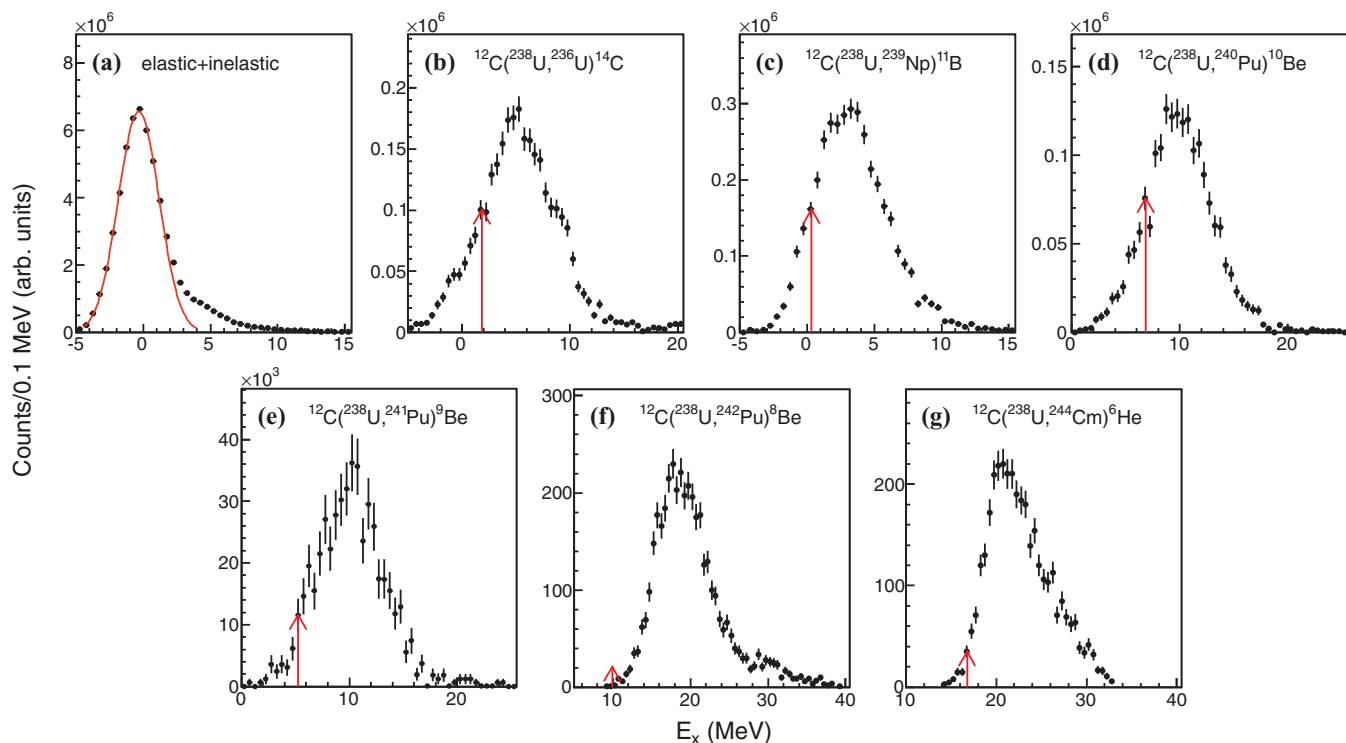 ×10⁶ ×10⁶ ×10⁶ ×10⁶
(a) elastic+inelastic
(b) ¹²C(²³⁸U,²³⁶U)¹⁴C
(c) ¹²C(²³⁸U,²³⁹Np)¹¹B
(d) ¹²C(²³⁸U,²⁴⁰Pu)¹⁰Be
8
6
4
2
0
0.2
0.15
0.1
0.05
0
0.3
0.2
0.1
0
0.15
0.1
0.05
0
-5 0 5 10 15
0 10 20
-5 0 5 10 15
0 10 20
Counts/0.1 MeV (arb. units)
×10³
(e) ¹²C(²³⁸U,²⁴¹Pu)⁹Be
(f) ¹²C(²³⁸U,²⁴²Pu)⁸Be
(g) ¹²C(²³⁸U,²⁴⁴Cm)⁶He
40
30
20
10
0
300
200
100
0
200
100
0
0 10 20
5 10 15 20 25 30 35 40
10 20 30 40
Eₓ (MeV)